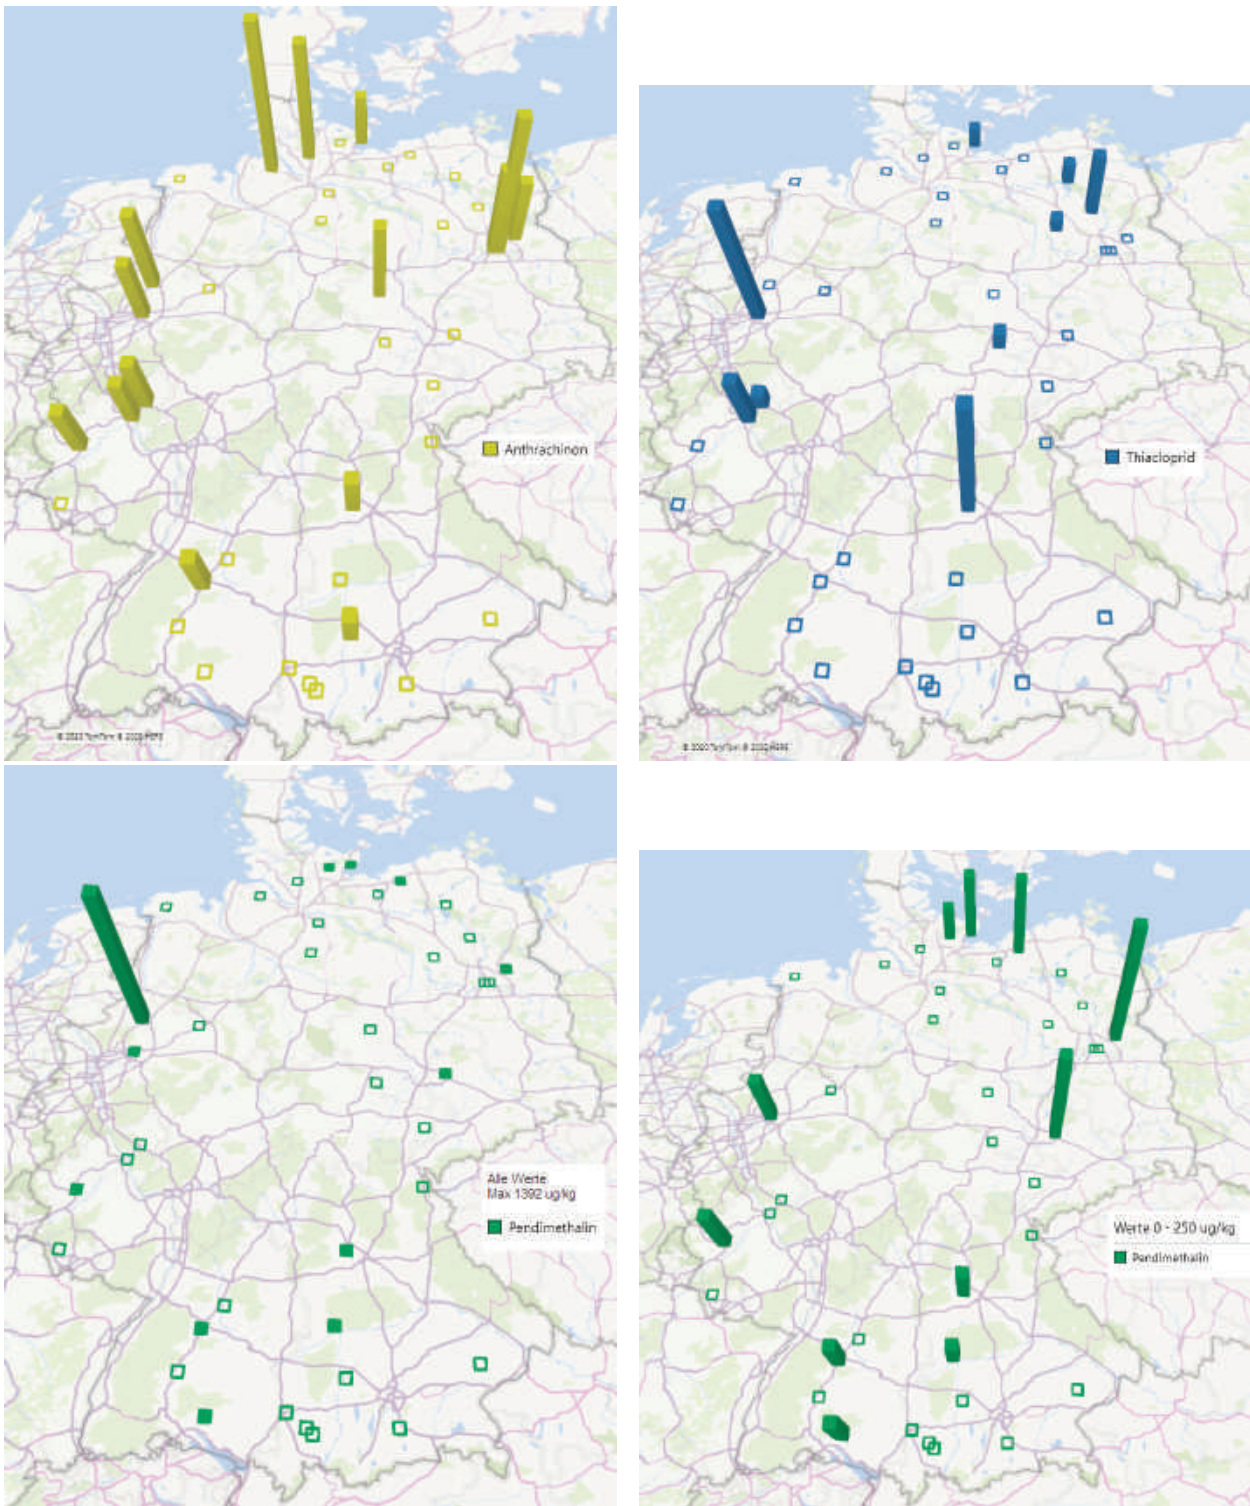 Anthrachinon
Thiacloprid
Alle Werte
Max 1392 ug/kg
Pendimethalin
Werte 0 - 250 ug/kg
Pendimethalin